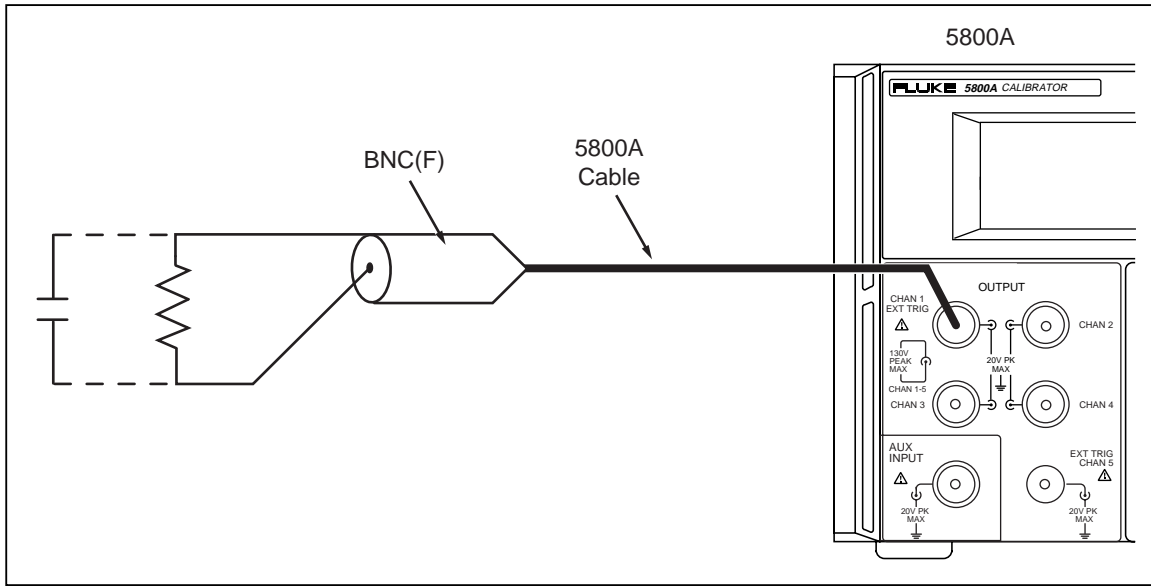 5800A
FLUKE 5800A CALIBRATOR
BNC(F)
5800A
Cable
OUTPUT
CHAN 1
EXT TRIG
CHAN 2
130V
PEAK
MAX
20V PK
MAX
CHAN 1-5
CHAN 3
CHAN 4
AUX
INPUT
EXT TRIG
CHAN 5
20V PK
MAX
20V PK
MAX